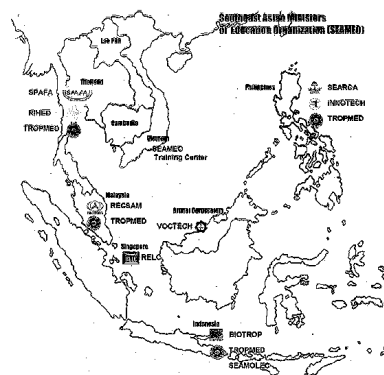 Southeast Asian Ministers
of Education Organization (SEAMEO)
Lao PDR
Thailand
SPAFA
RIHED
TROPMED
Cambodia
Vietnam
SEAMEO
Training Center
Philippines
SEARCA
INNOTECH
TROPMED
Malaysia
RECSAM
TROPMED
Brunei Darussalam
VOCTECH
Singapore
RELC
Indonesia
BIOTROP
TROPMED
SEAMOLEC